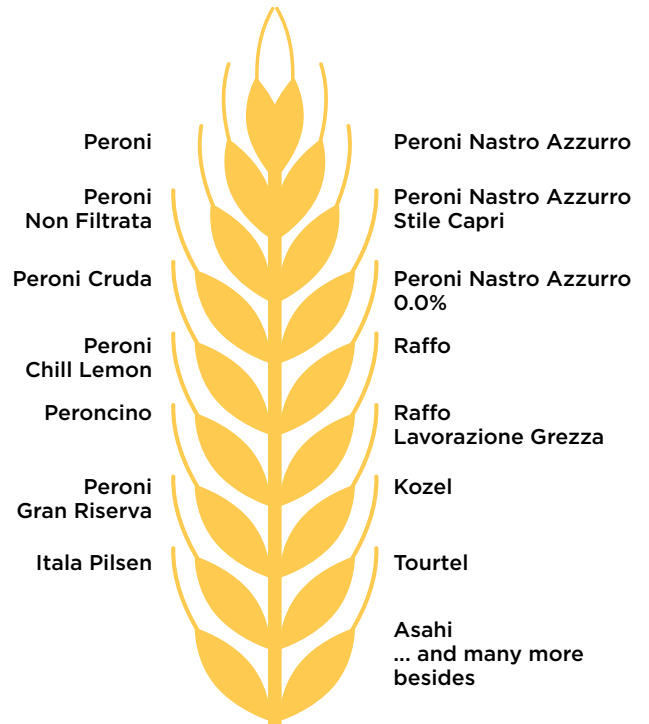 Peroni
Peroni
Non Filtrata
Peroni Cruda
Peroni
Chill Lemon
Peroncino
Peroni
Gran Riserva
Itala Pilsen
Peroni Nastro Azzurro
Peroni Nastro Azzurro
Stile Capri
Peroni Nastro Azzurro
0.0%
Raffo
Raffo
Lavorazione Grezza
Kozel
Tourtel
Asahi
... and many more
besides